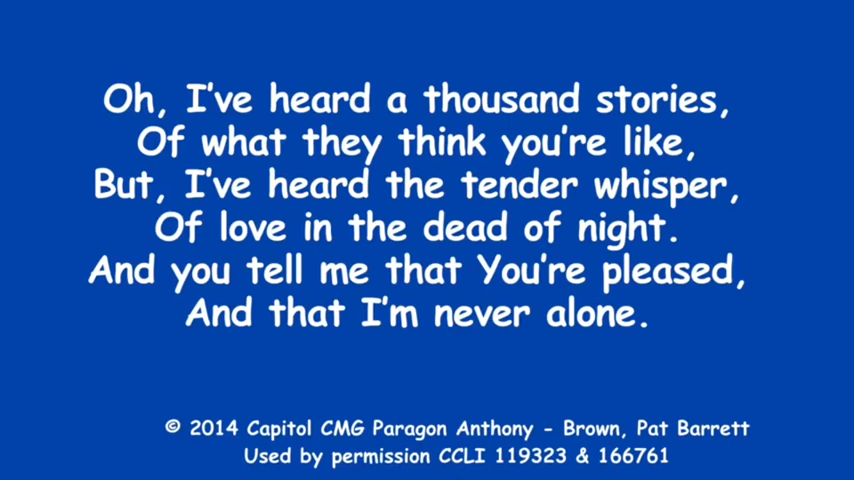 Oh, I've heard a thousand stories,
Of what they think you're like,
But, I've heard the tender whisper,
Of love in the dead of night.
And you tell me that You're pleased,
And that I'm never alone.
© 2014 Capitol CMG Paragon Anthony - Brown, Pat Barrett
Used by permission CCLI 119323 & 166761